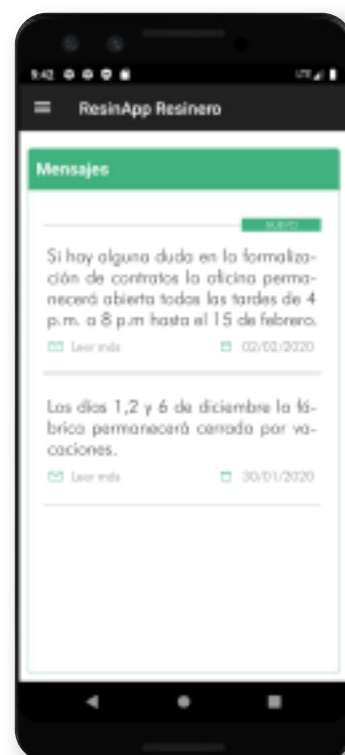 9:42
LTE
ResinApp Resinero
Mensajes
NUEVO
Si hay alguna duda en la formaliza-
ción de contratos la oficina perma-
necerá abierta todas las tardes de 4
p.m. a 8 p.m hasta el 15 de febrero.
Leer más 02/02/2020
Los días 1,2 y 6 de diciembre la fá-
brica permanecerá cerrada por va-
caciones.
Leer más 30/01/2020